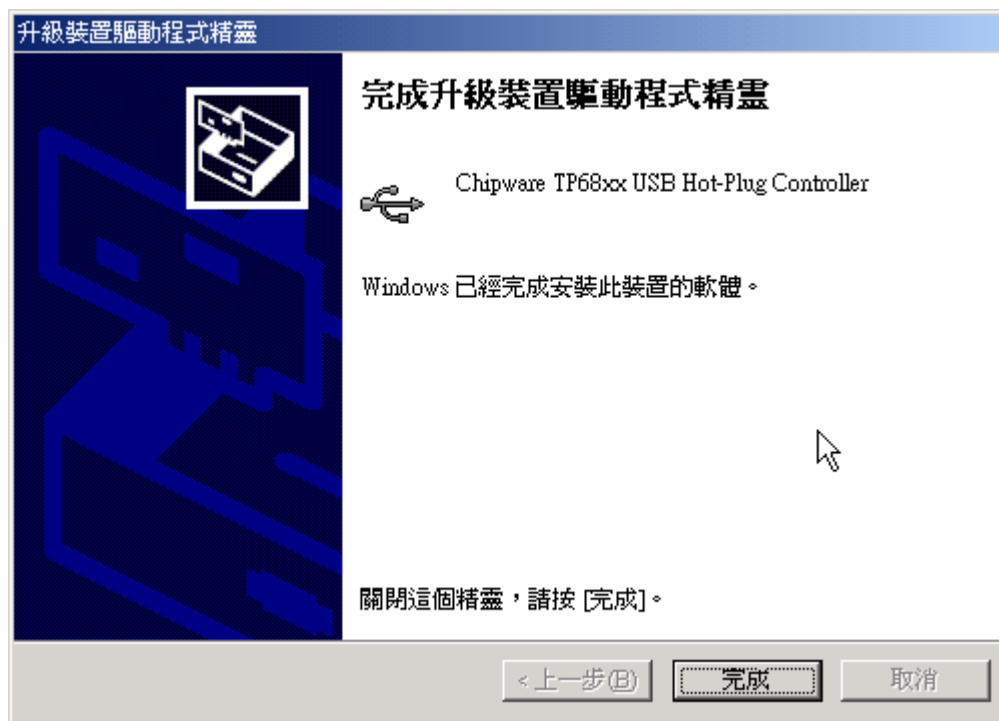 升級裝置驅動程式精靈
完成升級裝置驅動程式精靈
Chipware TP68xx USB Hot-Plug Controller
Windows 已經完成安裝此裝置的軟體。
關閉這個精靈，請按 [完成]。
< 上一步(B)
完成
取消